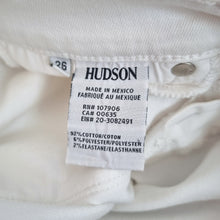 26
HUDSON
MADE IN MEXICO
FABRIQUÉ AU MEXIQUE
RN# 107906
CA# 00635
EIN# 20-3082491
92%COTTON/COTON
6%POLYESTER/POLYESTER
2%ELASTANE/ELASTHANNE